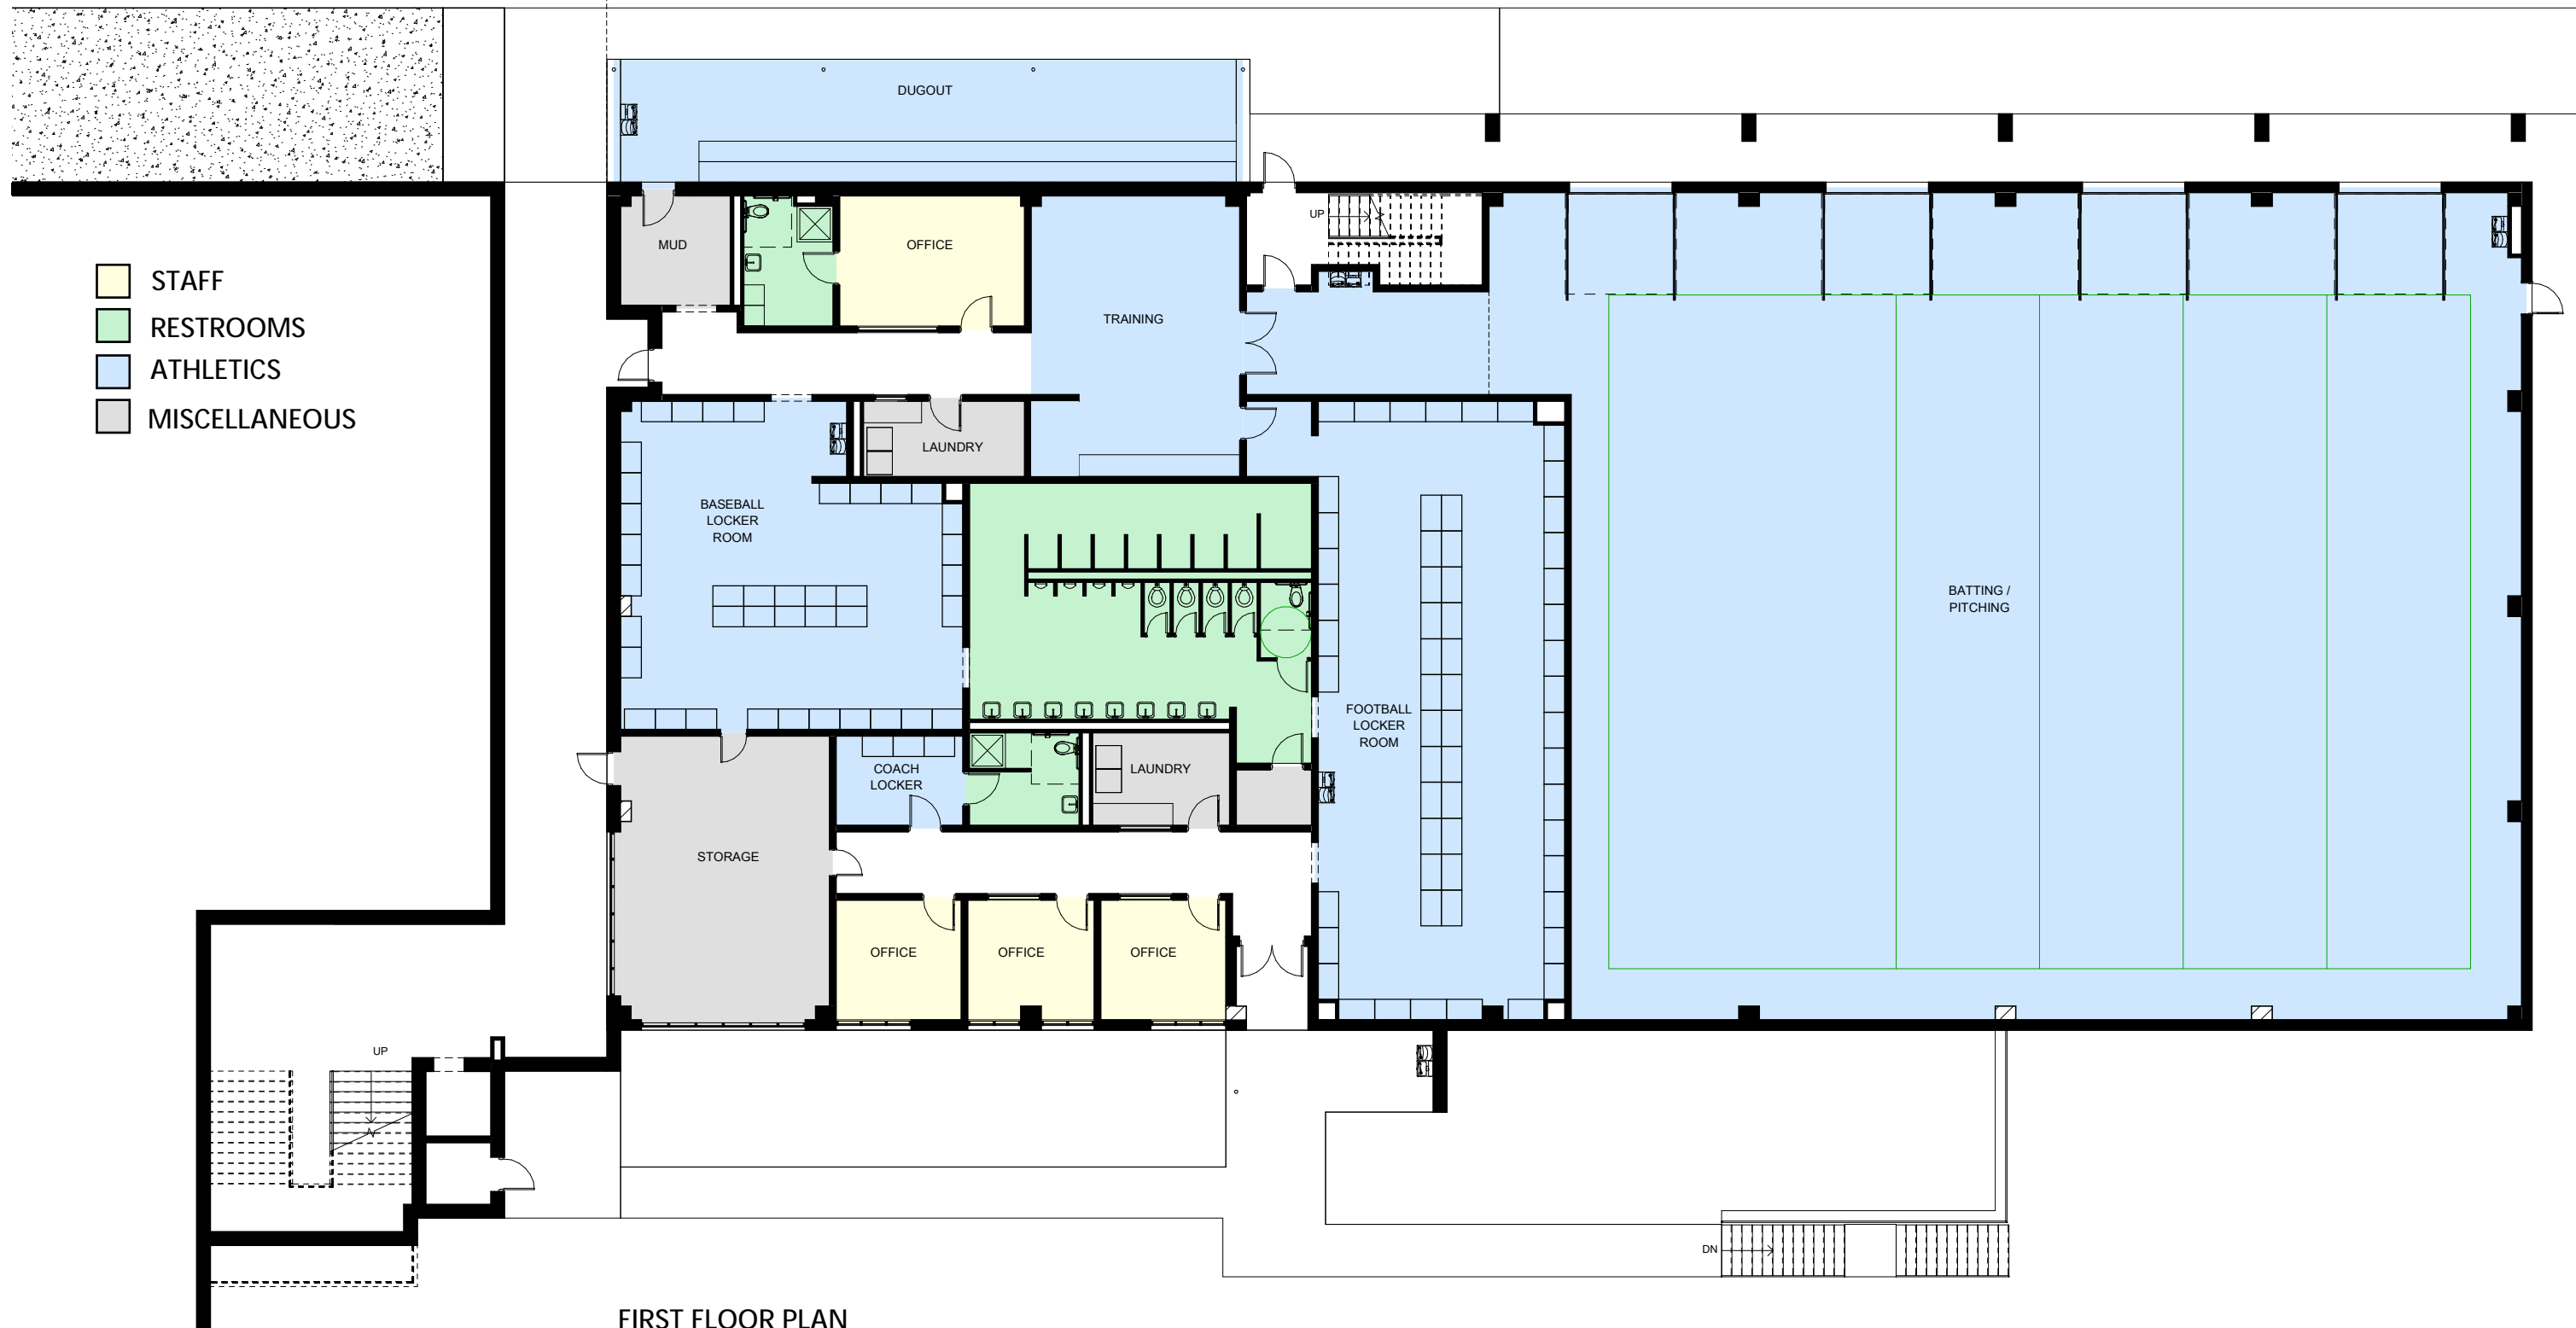 DUGOUT
MUD
OFFICE
UP
STAFF
RESTROOMS
ATHLETICS
MISCELLANEOUS
TRAINING
LAUNDRY
BASEBALL
LOCKER
ROOM
BATTING /
PITCHING
FOOTBALL
LOCKER
ROOM
COACH
LOCKER
LAUNDRY
STORAGE
OFFICE
OFFICE
OFFICE
UP
DN
FIRST FLOOR PLAN